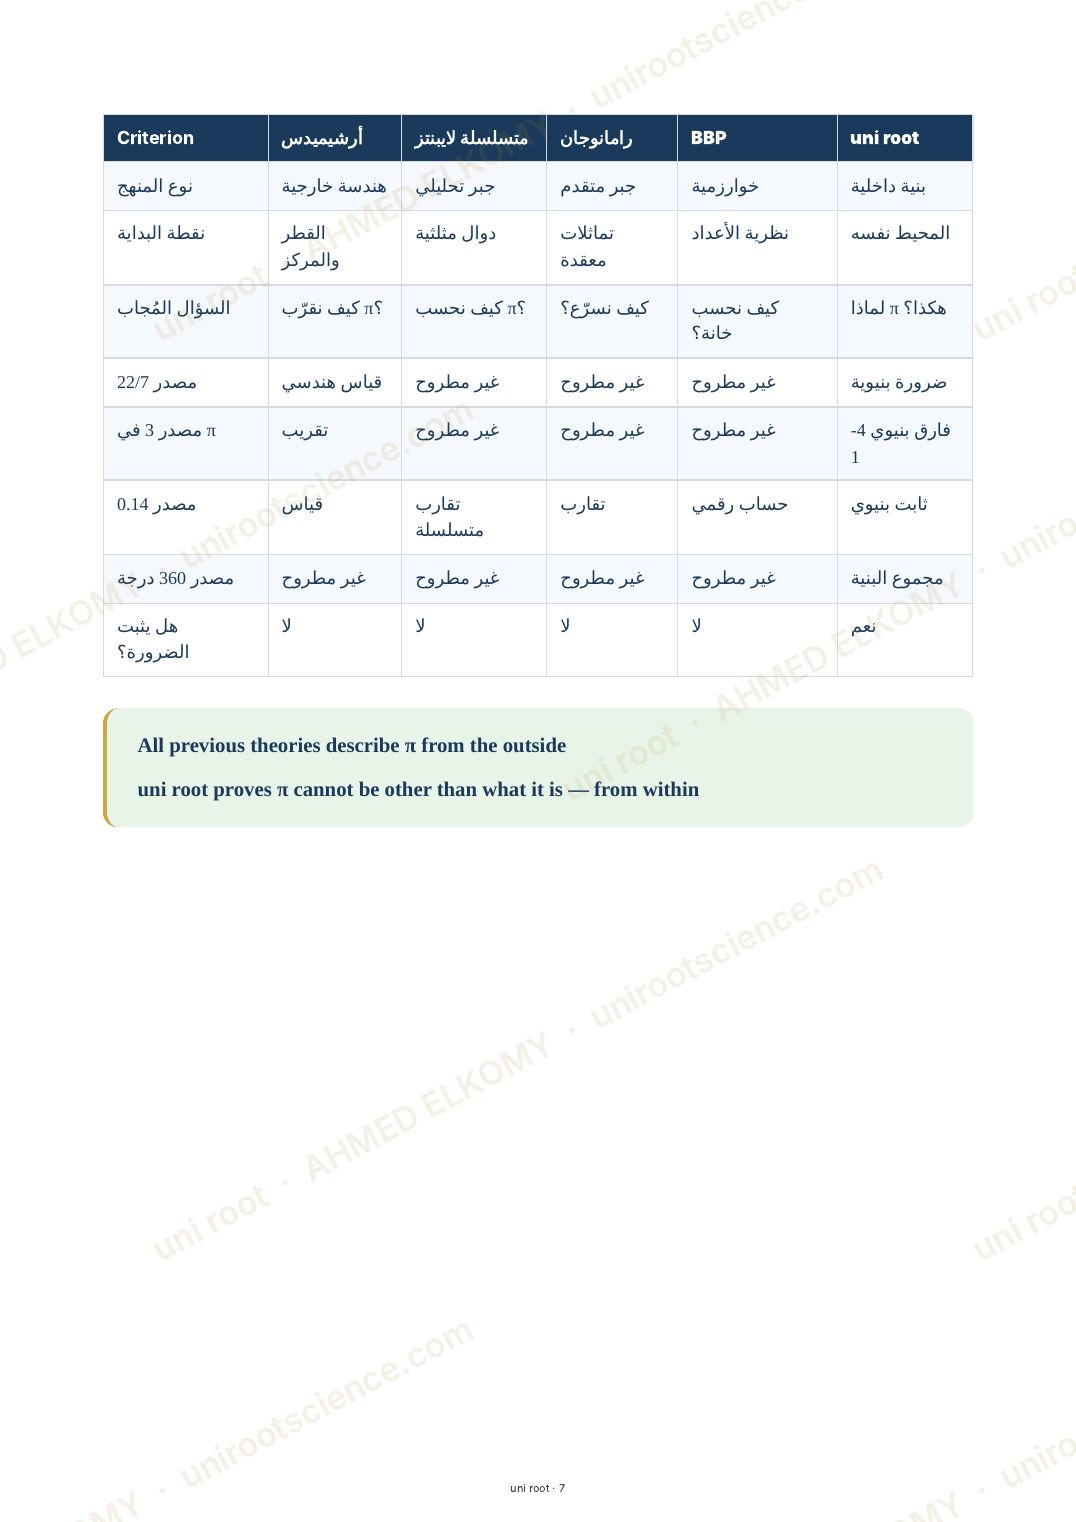 Criterion أرشيميدس متسلسلة لايبنتز رامانوجان BBP uni root
نوع المنهج هندسة خارجية جبر تحليلي جبر متقدم خوارزمية بنية داخلية
نقطة البداية القطر والمركز دوال مثلثية تماثلات معقدة نظرية الأعداد المحيط نفسه
السؤال المُجاب كيف نقرّب π؟ كيف نحسب π؟ كيف نسرّع؟ كيف نحسب خانة؟ لماذا π هكذا؟
مصدر 22/7 قياس هندسي غير مطروح غير مطروح غير مطروح ضرورة بنيوية
مصدر 3 في π تقريب غير مطروح غير مطروح غير مطروح فارق بنيوي 4-1
مصدر 0.14 قياس تقارب متسلسلة تقارب حساب رقمي ثابت بنيوي
مصدر 360 درجة غير مطروح غير مطروح غير مطروح غير مطروح مجموع البنية
هل يثبت الضرورة؟ لا لا لا لا نعم
All previous theories describe π from the outside
uni root proves π cannot be other than what it is — from within
uni root · AHMED ELKOMY · unirootscience.com
uni root · 7